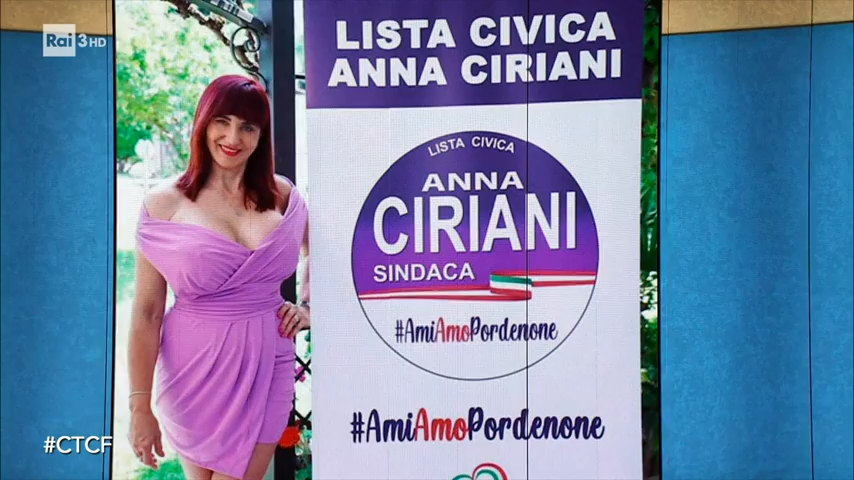 Rai 3HD
LISTA CIVICA
ANNA CIRIANI
LISTA CIVICA
ANNA
CIRIANI
SINDACA
#AmiAmoPordenone
#AmiAmoPordenone
#CTCF